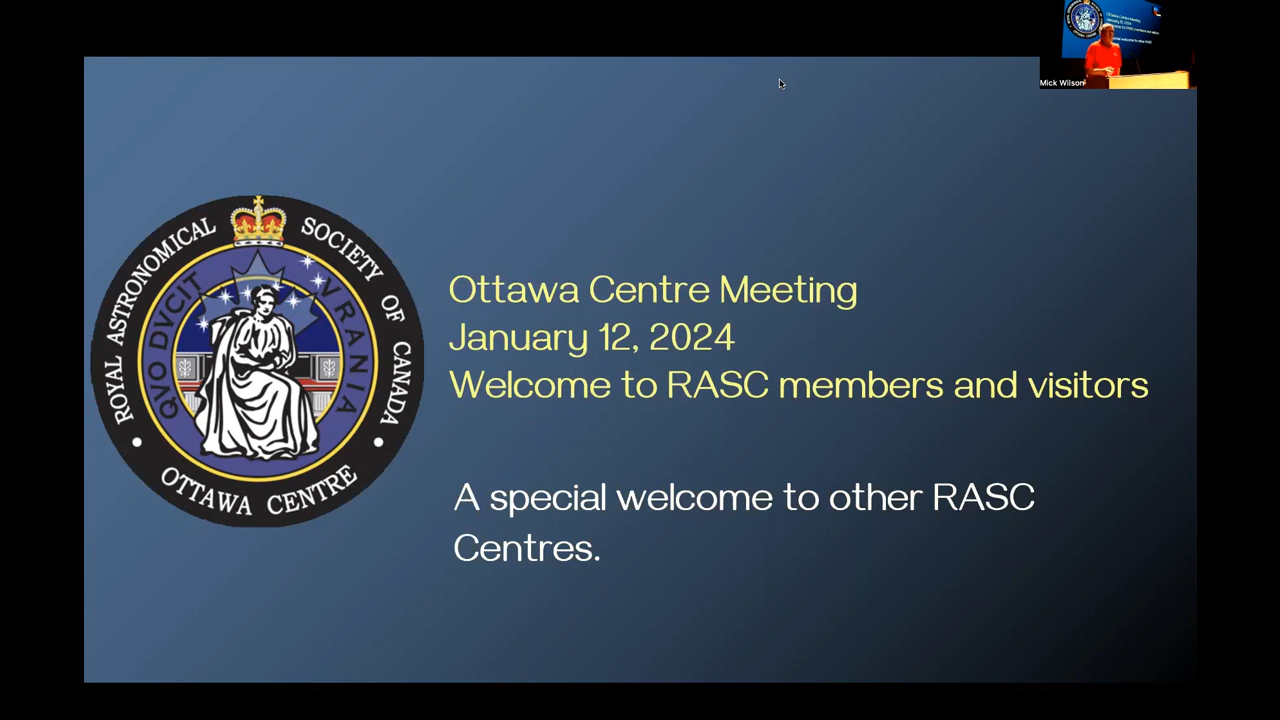 Mick Wilson
ROYAL ASTRONOMICAL SOCIETY OF CANADA
QVO DVCIT VRANIA
OTTAWA CENTRE
Ottawa Centre Meeting
January 12, 2024
Welcome to RASC members and visitors
A special welcome to other RASC
Centres.